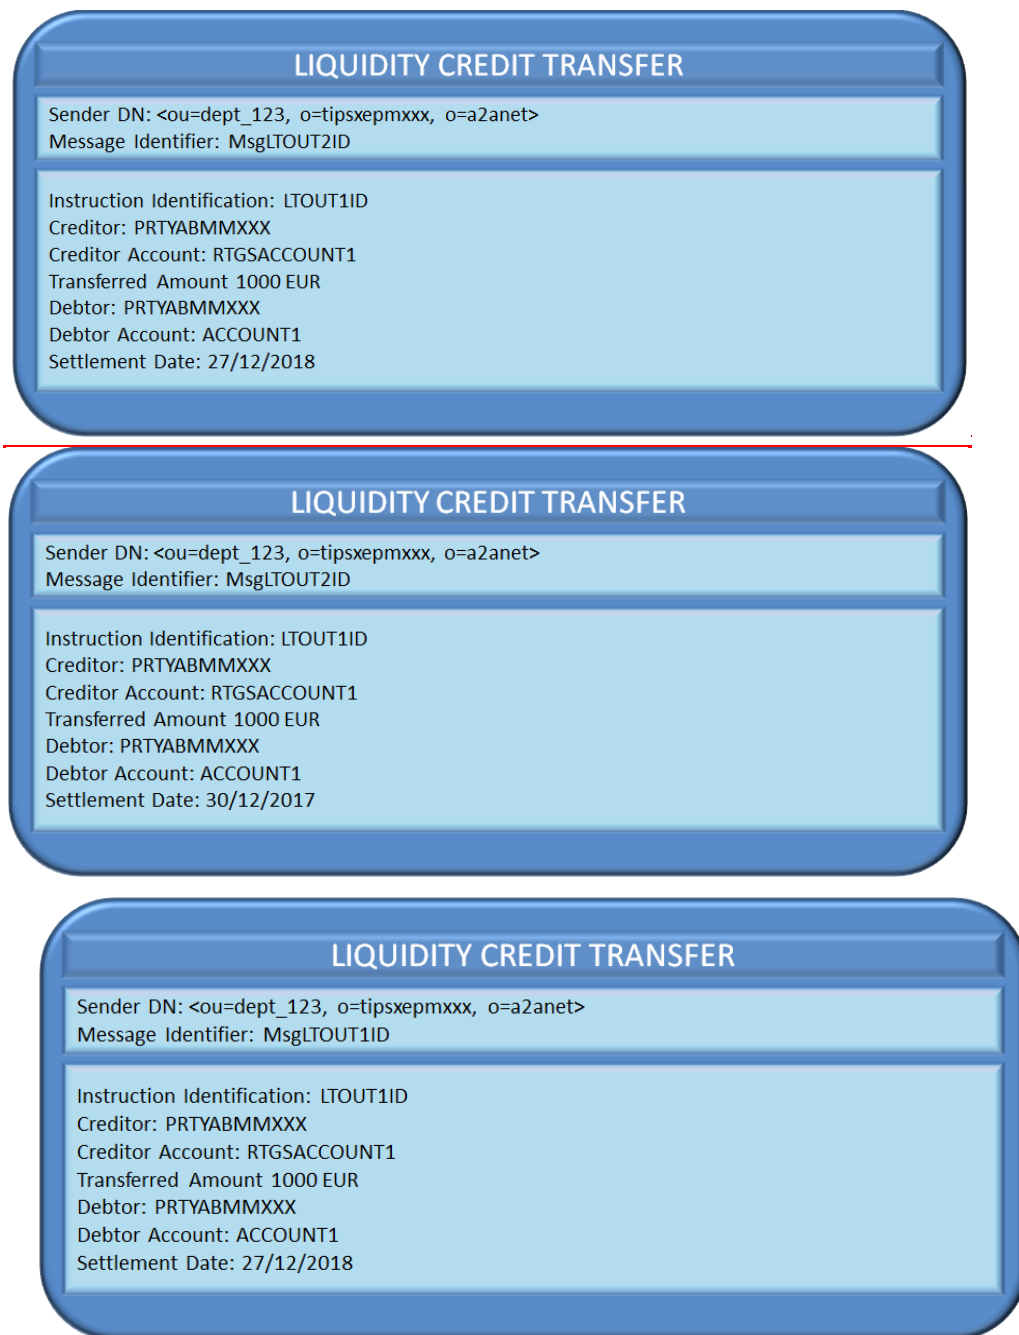 LIQUIDITY CREDIT TRANSFER
Sender DN: <ou=dept_123, o=tipsxepmxxx, o=a2anet>
Message Identifier: MsgLTOUT2ID
Instruction Identification: LTOUT1ID
Creditor: PRTYABMMXXX
Creditor Account: RTGSACCOUNT1
Transferred Amount 1000 EUR
Debtor: PRTYABMMXXX
Debtor Account: ACCOUNT1
Settlement Date: 27/12/2018
LIQUIDITY CREDIT TRANSFER
Sender DN: <ou=dept_123, o=tipsxepmxxx, o=a2anet>
Message Identifier: MsgLTOUT2ID
Instruction Identification: LTOUT1ID
Creditor: PRTYABMMXXX
Creditor Account: RTGSACCOUNT1
Transferred Amount 1000 EUR
Debtor: PRTYABMMXXX
Debtor Account: ACCOUNT1
Settlement Date: 30/12/2017
LIQUIDITY CREDIT TRANSFER
Sender DN: <ou=dept_123, o=tipsxepmxxx, o=a2anet>
Message Identifier: MsgLTOUT1ID
Instruction Identification: LTOUT1ID
Creditor: PRTYABMMXXX
Creditor Account: RTGSACCOUNT1
Transferred Amount 1000 EUR
Debtor: PRTYABMMXXX
Debtor Account: ACCOUNT1
Settlement Date: 27/12/2018